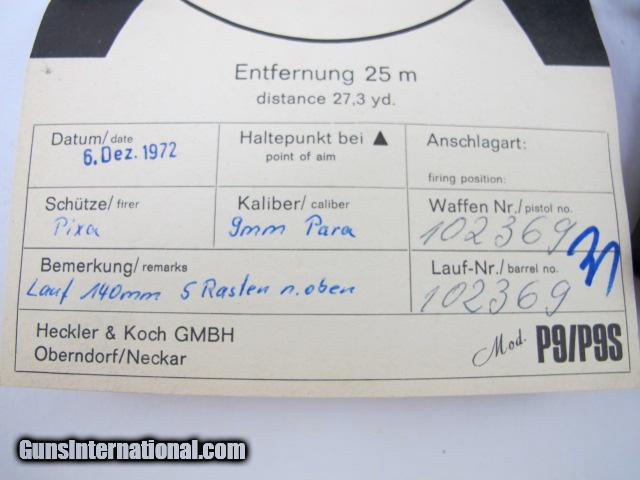 Entfernung 25 m
distance 27,3 yd.
Datum/date
6. Dez. 1972
Haltepunkt bei ▲
point of aim
Anschlagart:
firing position:
Schütze/firer
Pixa
Kaliber/caliber
9mm Para
Waffen Nr./pistol no.
102369
Bemerkung/remarks
Lauf 140mm 5 Rasten n. oben
Lauf-Nr./barrel no.
102369
Heckler & Koch GMBH
Oberndorf/Neckar
Mod. P9/P9S
GunsInternational.com